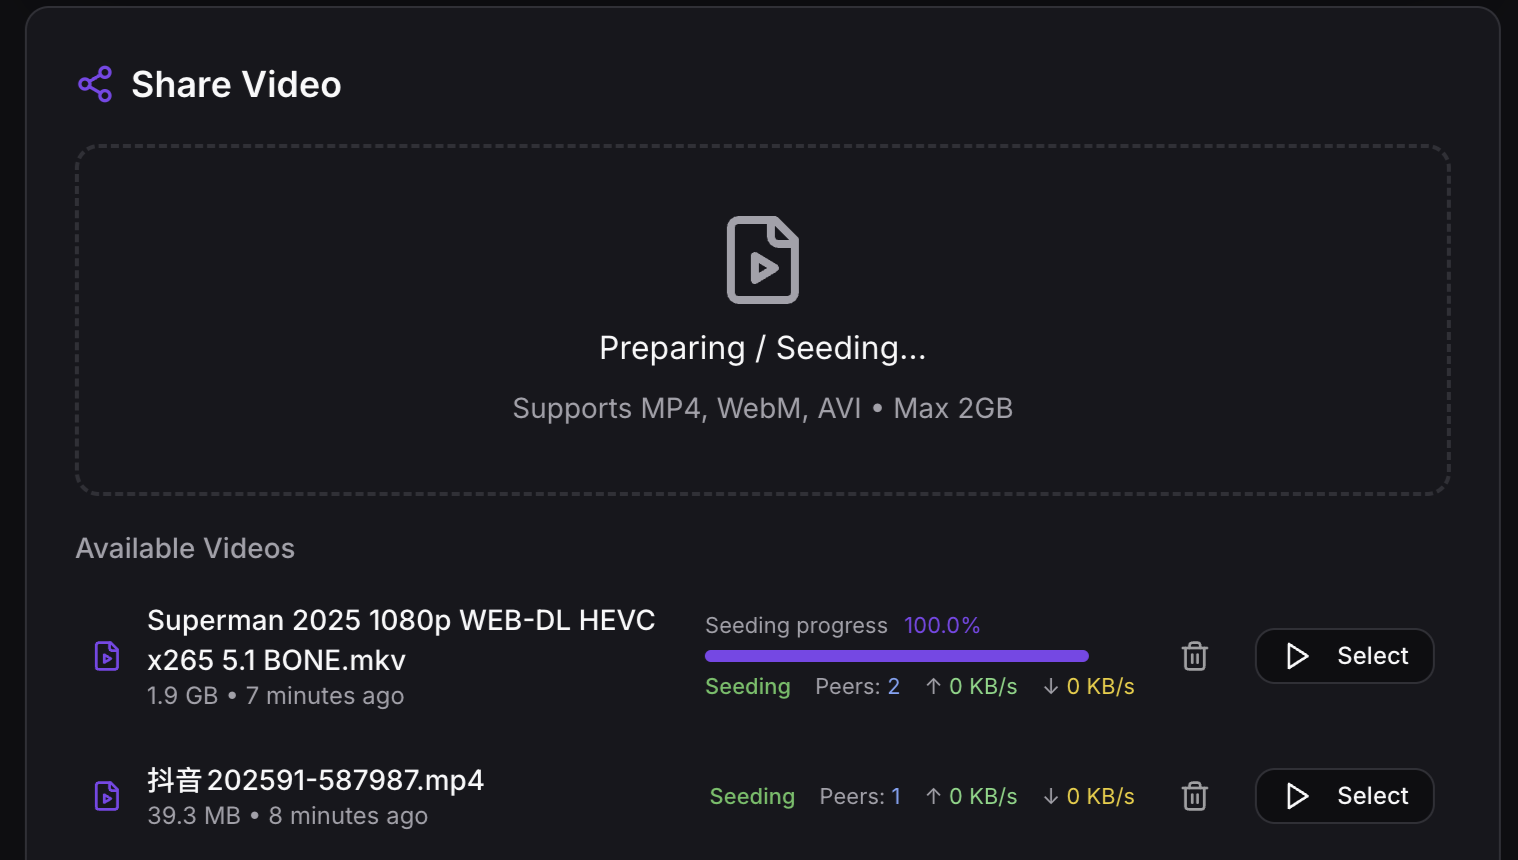 Share Video
Preparing / Seeding...
Supports MP4, WebM, AVI • Max 2GB
Available Videos
Superman 2025 1080p WEB-DL HEVC
x265 5.1 BONE.mkv
1.9 GB • 7 minutes ago
Seeding progress 100.0%
Seeding Peers: 2 ↑ 0 KB/s ↓ 0 KB/s
Select
抖音202591-587987.mp4
39.3 MB • 8 minutes ago
Seeding Peers: 1 ↑ 0 KB/s ↓ 0 KB/s
Select